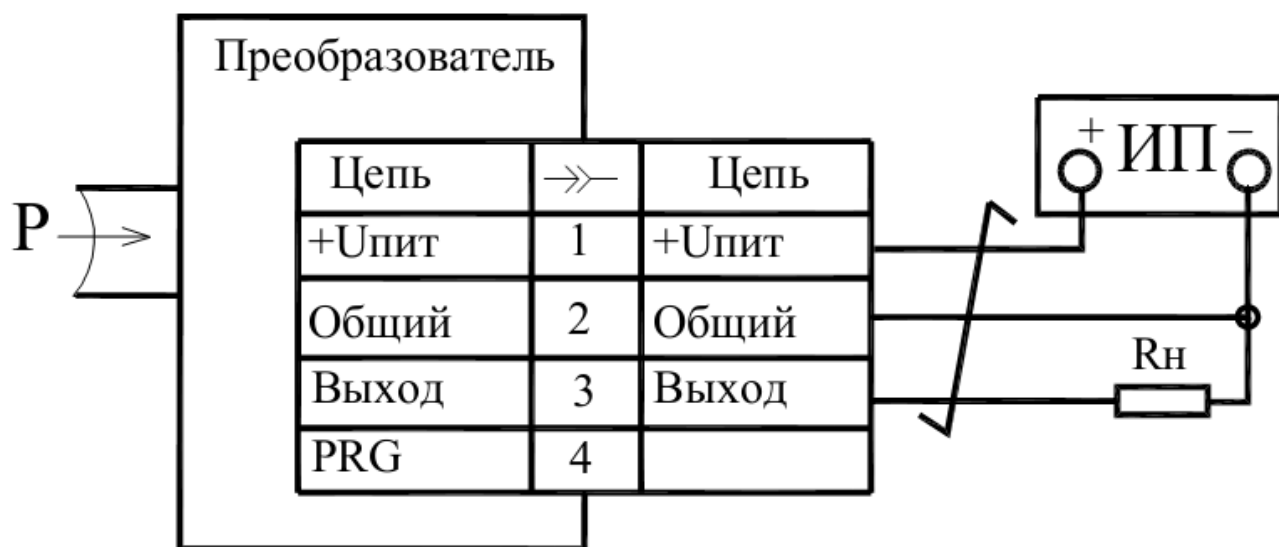 Преобразователь
P
Цепь Цепь
+Uпит 1 +Uпит
Общий 2 Общий
Выход 3 Выход
PRG 4
+ ИП −
Rн